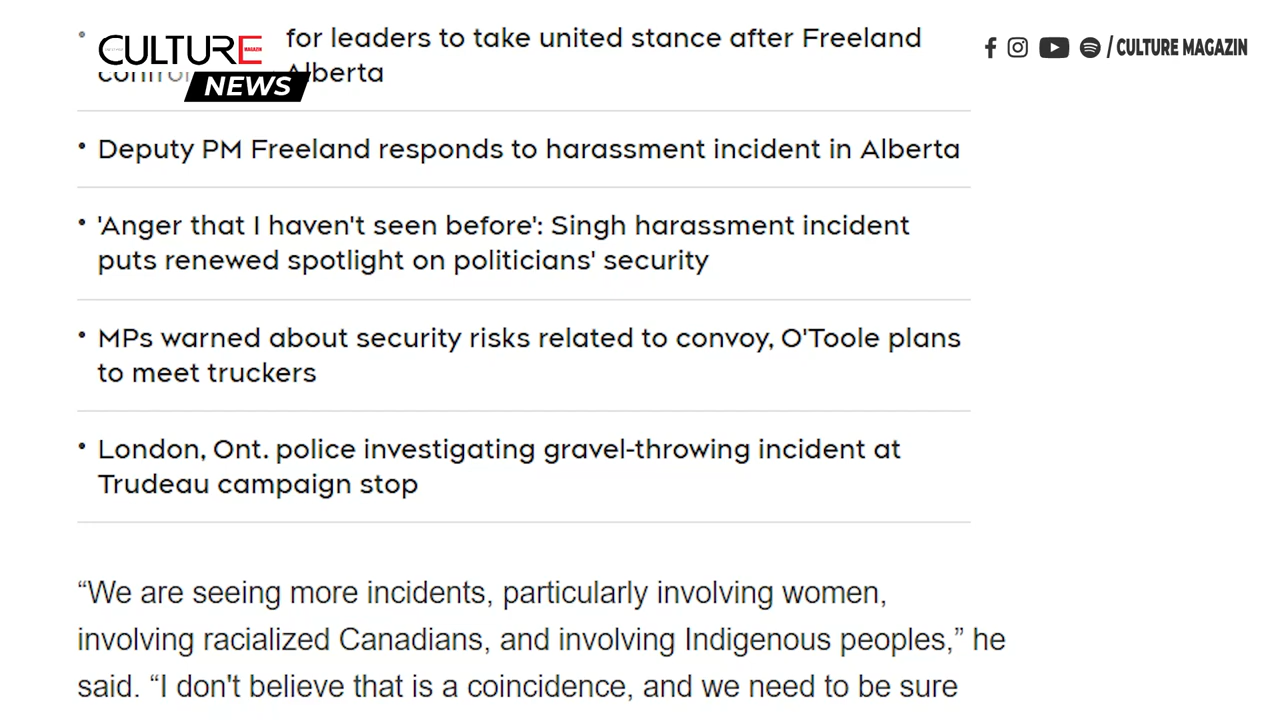 for leaders to take united stance after Freeland
Alberta
CULTURE
MAGAZIN
NEWS
/ CULTURE MAGAZIN
• Deputy PM Freeland responds to harassment incident in Alberta
• 'Anger that I haven't seen before': Singh harassment incident
puts renewed spotlight on politicians' security
• MPs warned about security risks related to convoy, O'Toole plans
to meet truckers
• London, Ont. police investigating gravel-throwing incident at
Trudeau campaign stop
“We are seeing more incidents, particularly involving women,
involving racialized Canadians, and involving Indigenous peoples,” he
said. “I don't believe that is a coincidence, and we need to be sure